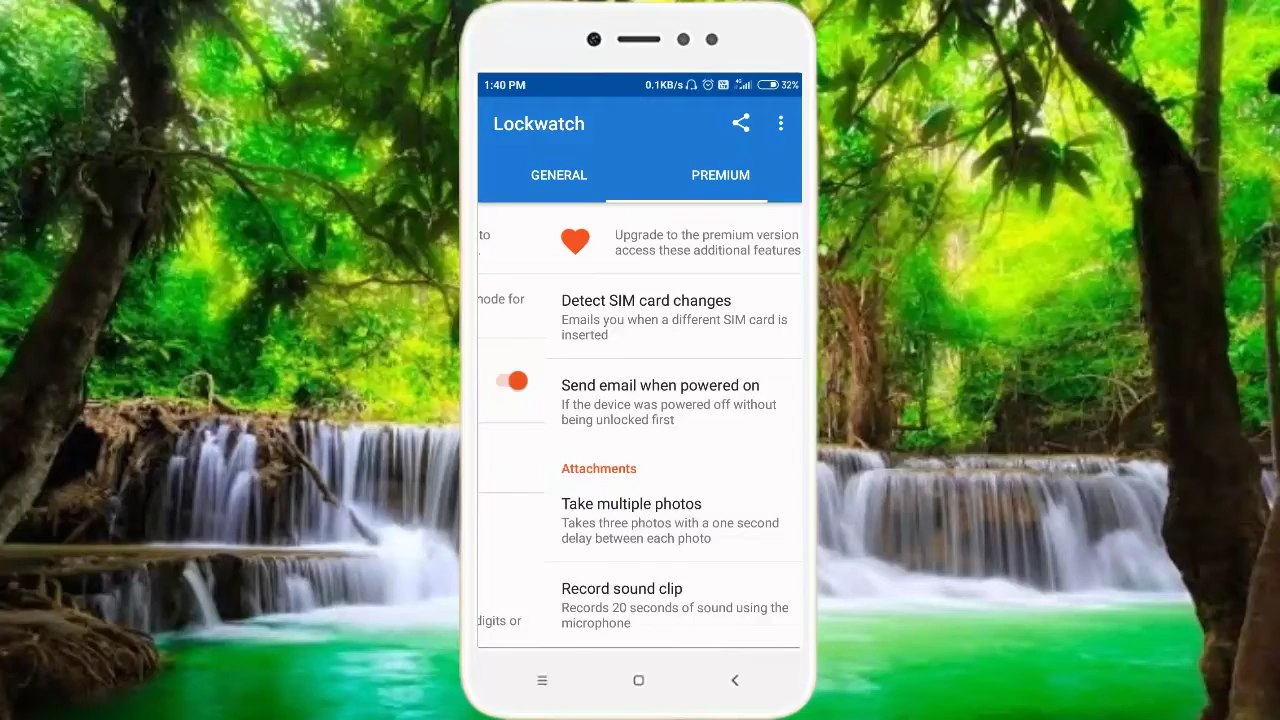 1:40 PM 0.1KB/s 4G 32%
Lockwatch
GENERAL PREMIUM
to
.
Upgrade to the premium version
access these additional features
node for
Detect SIM card changes
Emails you when a different SIM card is
inserted
Send email when powered on
If the device was powered off without
being unlocked first
Attachments
Take multiple photos
Takes three photos with a one second
delay between each photo
Record sound clip
Records 20 seconds of sound using the
microphone
digits or